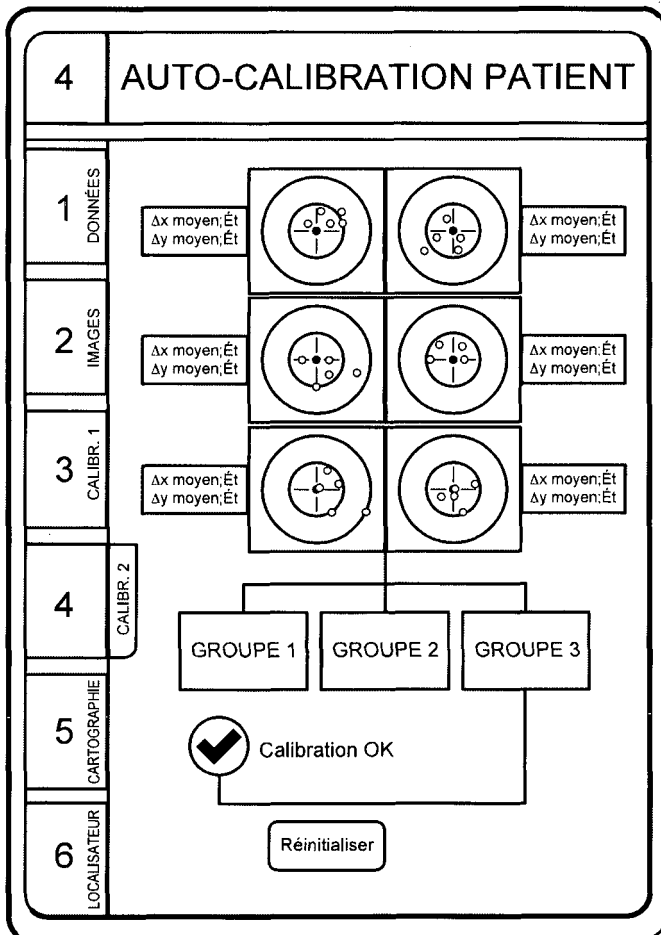 4 AUTO-CALIBRATION PATIENT
1 DONNÉES
2 IMAGES
3 CALIBR. 1
4 CALIBR. 2
5 CARTOGRAPHIE
6 LOCALISATEUR
Δx moyen;Ét
Δy moyen;Ét
Δx moyen;Ét
Δy moyen;Ét
Δx moyen;Ét
Δy moyen;Ét
Δx moyen;Ét
Δy moyen;Ét
Δx moyen;Ét
Δy moyen;Ét
Δx moyen;Ét
Δy moyen;Ét
GROUPE 1 GROUPE 2 GROUPE 3
Calibration OK
Réinitialiser